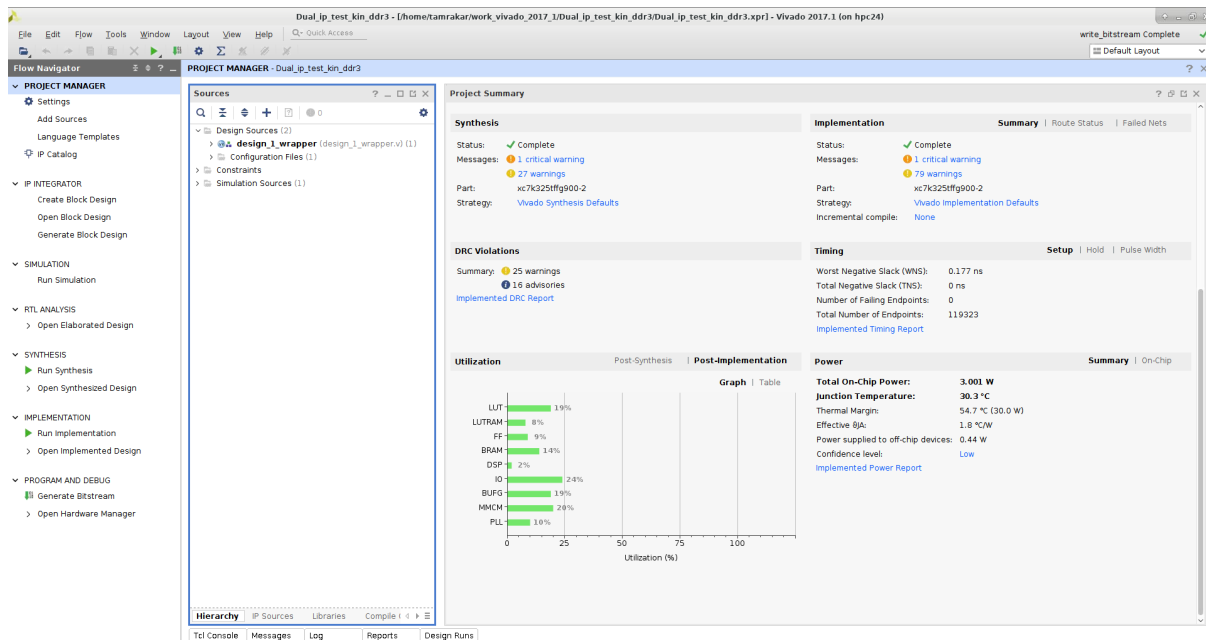 Dual_ip_test_kin_ddr3 - [/home/tamrakar/work_vivado_2017_1/Dual_ip_test_kin_ddr3/Dual_ip_test_kin_ddr3.xpr] - Vivado 2017.1 (on hpc24)
File Edit Flow Tools Window Layout View Help Quick Access
write_bitstream Complete
Default Layout
Flow Navigator
PROJECT MANAGER - Dual_ip_test_kin_ddr3
PROJECT MANAGER
Settings
Add Sources
Language Templates
IP Catalog
IP INTEGRATOR
Create Block Design
Open Block Design
Generate Block Design
SIMULATION
Run Simulation
RTL ANALYSIS
Open Elaborated Design
SYNTHESIS
Run Synthesis
Open Synthesized Design
IMPLEMENTATION
Run Implementation
Open Implemented Design
PROGRAM AND DEBUG
Generate Bitstream
Open Hardware Manager
Sources
0
Design Sources (2)
design_1_wrapper (design_1_wrapper.v) (1)
Configuration Files (1)
Constraints
Simulation Sources (1)
Hierarchy IP Sources Libraries Compile
Project Summary
Synthesis
Status: Complete
Messages: 1 critical warning
27 warnings
Part: xc7k325tffg900-2
Strategy: Vivado Synthesis Defaults
Implementation Summary | Route Status | Failed Nets
Status: Complete
Messages: 1 critical warning
79 warnings
Part: xc7k325tffg900-2
Strategy: Vivado Implementation Defaults
Incremental compile: None
DRC Violations
Summary: 25 warnings
16 advisories
Implemented DRC Report
Timing Setup | Hold | Pulse Width
Worst Negative Slack (WNS): 0.177 ns
Total Negative Slack (TNS): 0 ns
Number of Failing Endpoints: 0
Total Number of Endpoints: 119323
Implemented Timing Report
Utilization Post-Synthesis | Post-Implementation
Graph | Table
LUT 19%
LUTRAM 8%
FF 9%
BRAM 14%
DSP 2%
IO 24%
BUFG 19%
MMCM 20%
PLL 10%
0 25 50 75 100
Utilization (%)
Power Summary | On-Chip
Total On-Chip Power: 3.001 W
Junction Temperature: 30.3 °C
Thermal Margin: 54.7 °C (30.0 W)
Effective θJA: 1.8 °C/W
Power supplied to off-chip devices: 0.44 W
Confidence level: Low
Implemented Power Report
Tcl Console Messages Log Reports Design Runs